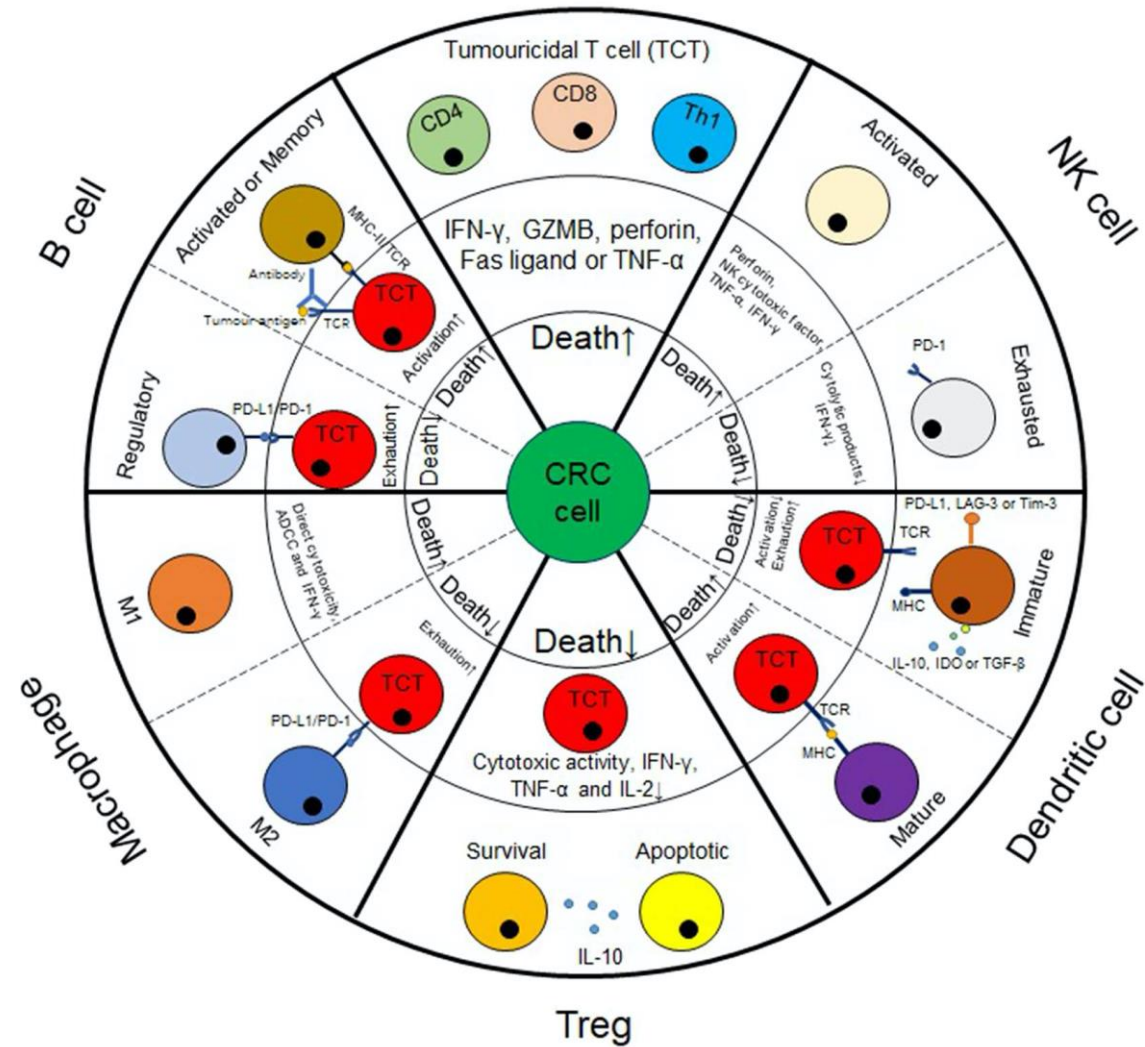 Tumouricidal T cell (TCT)
CD4
CD8
Th1
IFN-γ, GZMB, perforin,
Fas ligand or TNF-α
Death↑
NK cell
Activated
Perforin,
NK cytotoxic factor,
TNF-α, IFN-γ
Death↑
Exhausted
PD-1
Cytolytic products↓
IFN-γ↓
Death↓
Dendritic cell
Immature
PD-L1, LAG-3 or Tim-3
TCR
TCT
MHC
IL-10, IDO or TGF-β
Activation↓
Exhaution↑
Death↓
Mature
TCT
TCR
MHC
Activation↑
Death↑
Treg
Death↓
TCT
Cytotoxic activity, IFN-γ,
TNF-α and IL-2↓
Survival
Apoptotic
IL-10
Macrophage
M2
PD-L1/PD-1
TCT
Exhaution↑
Death↓
M1
Direct cytotoxicity,
ADCC and IFN-γ
Death↑
B cell
Regulatory
PD-L1/PD-1
TCT
Exhaution↑
Death↓
Activated or Memory
MHC-II/TCR
Antibody
Tumour antigen
TCR
TCT
Activation↑
Death↑
CRC
cell